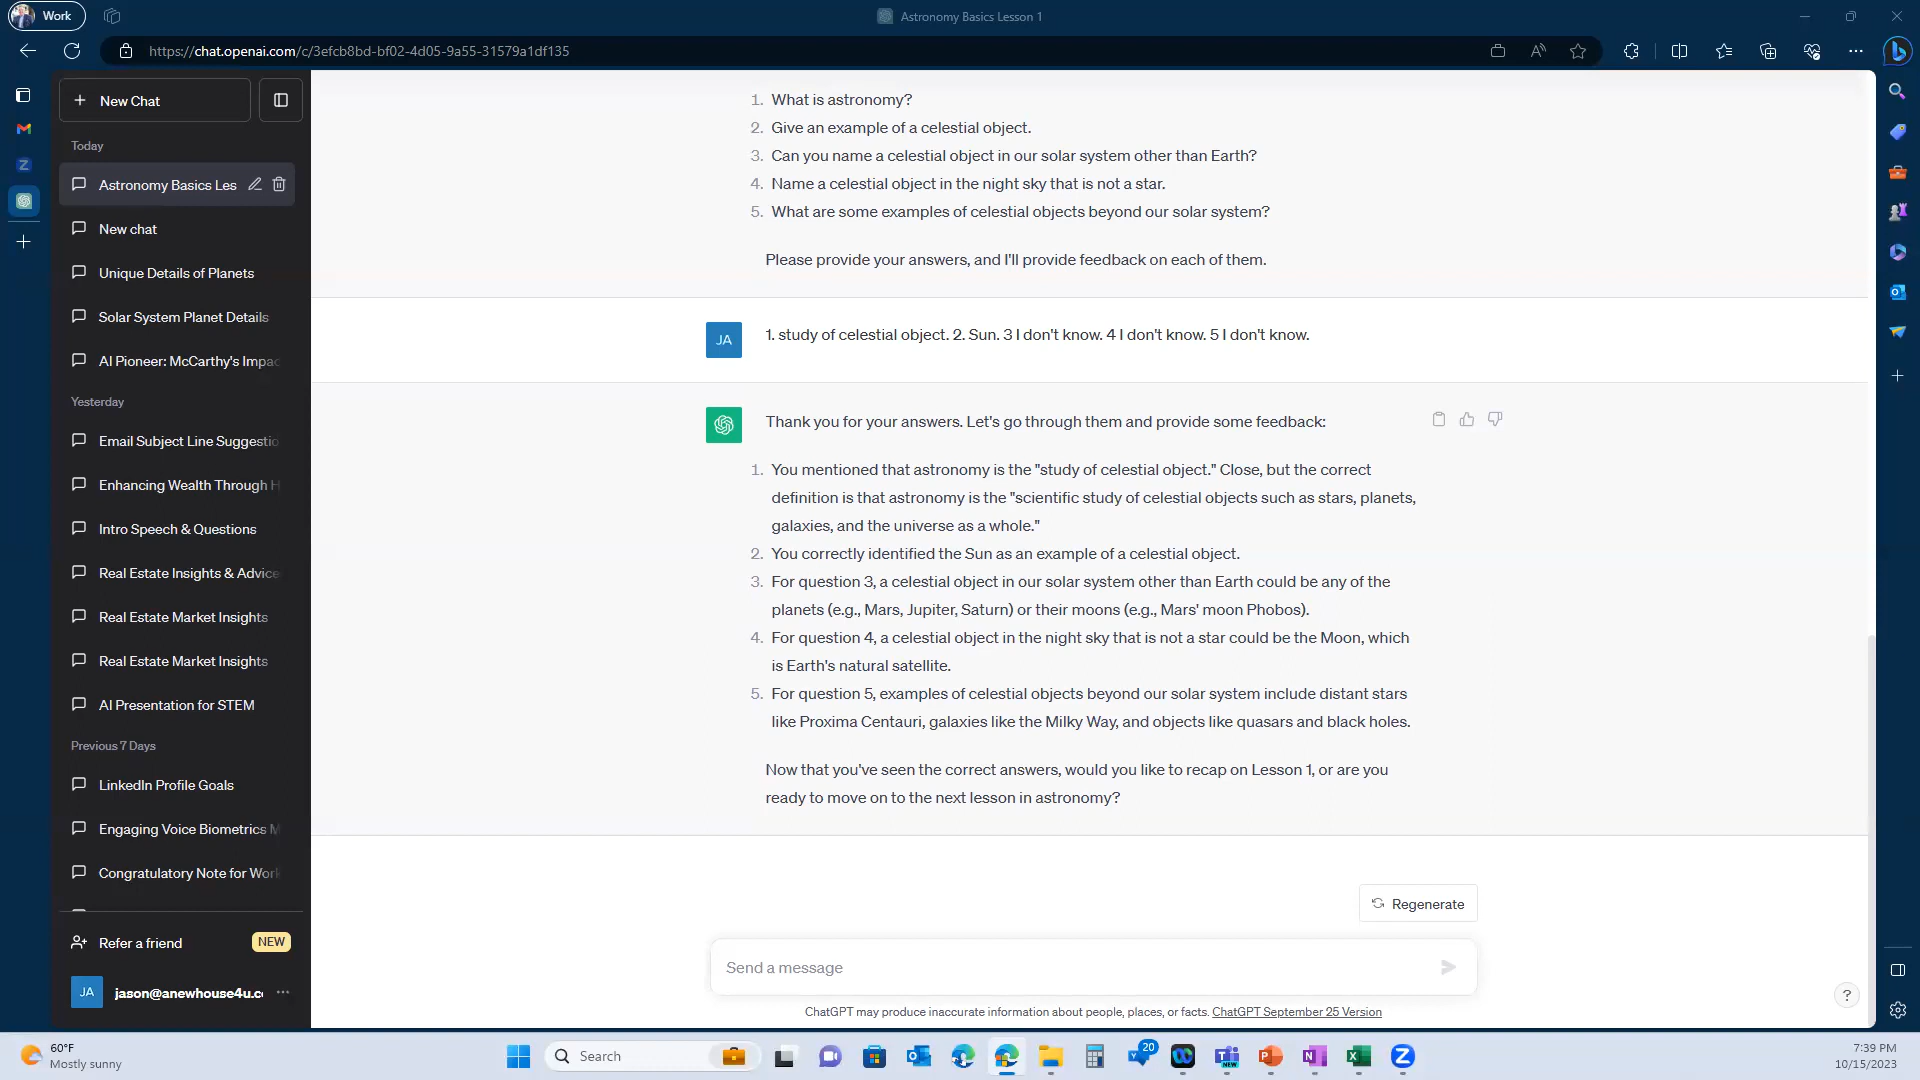 Work
Astronomy Basics Lesson 1
https://chat.openai.com/c/3efcb8bd-bf02-4d05-9a55-31579a1df135
New Chat
Today
Astronomy Basics Les
New chat
Unique Details of Planets
Solar System Planet Details
AI Pioneer: McCarthy's Impac
Yesterday
Email Subject Line Suggestio
Enhancing Wealth Through H
Intro Speech & Questions
Real Estate Insights & Advice
Real Estate Market Insights
Real Estate Market Insights
AI Presentation for STEM
Previous 7 Days
LinkedIn Profile Goals
Engaging Voice Biometrics M
Congratulatory Note for Work
Refer a friend NEW
JA jason@anewhouse4u.c
1. What is astronomy?
2. Give an example of a celestial object.
3. Can you name a celestial object in our solar system other than Earth?
4. Name a celestial object in the night sky that is not a star.
5. What are some examples of celestial objects beyond our solar system?
Please provide your answers, and I'll provide feedback on each of them.
JA 1. study of celestial object. 2. Sun. 3 I don't know. 4 I don't know. 5 I don't know.
Thank you for your answers. Let's go through them and provide some feedback:
1. You mentioned that astronomy is the "study of celestial object." Close, but the correct
definition is that astronomy is the "scientific study of celestial objects such as stars, planets,
galaxies, and the universe as a whole."
2. You correctly identified the Sun as an example of a celestial object.
3. For question 3, a celestial object in our solar system other than Earth could be any of the
planets (e.g., Mars, Jupiter, Saturn) or their moons (e.g., Mars' moon Phobos).
4. For question 4, a celestial object in the night sky that is not a star could be the Moon, which
is Earth's natural satellite.
5. For question 5, examples of celestial objects beyond our solar system include distant stars
like Proxima Centauri, galaxies like the Milky Way, and objects like quasars and black holes.
Now that you've seen the correct answers, would you like to recap on Lesson 1, or are you
ready to move on to the next lesson in astronomy?
Regenerate
Send a message
ChatGPT may produce inaccurate information about people, places, or facts. ChatGPT September 25 Version
?
60°F
Mostly sunny
Search
20
NEW
7:39 PM
10/15/2023